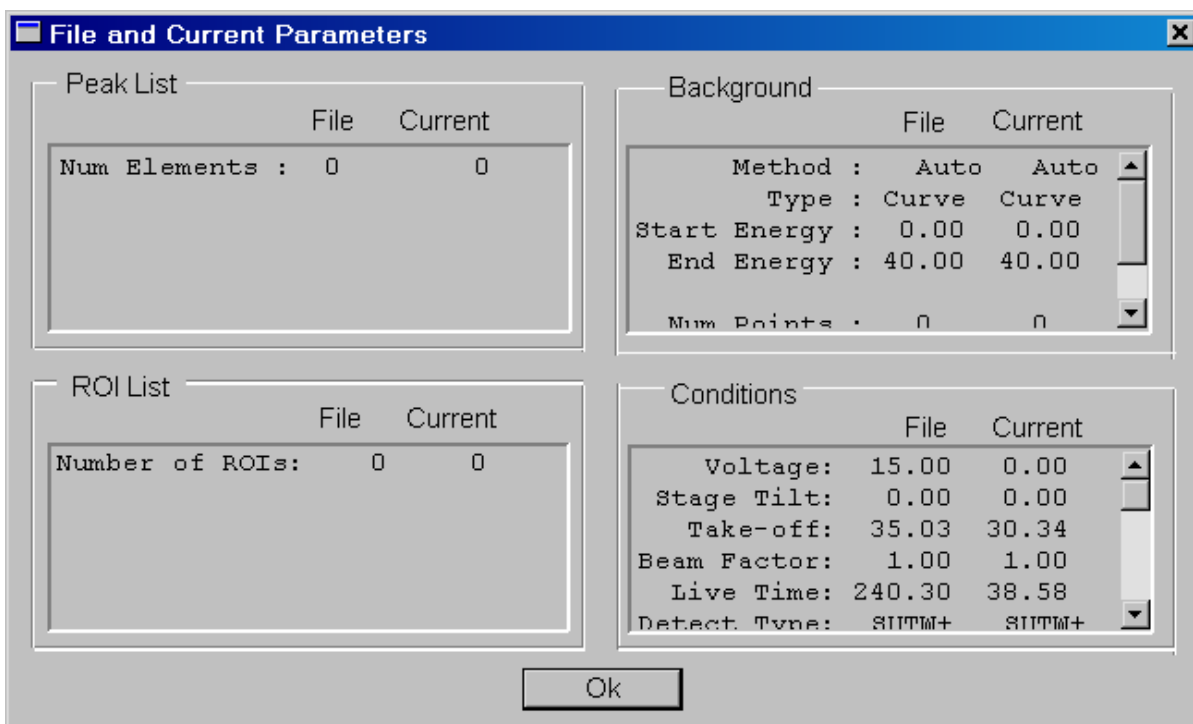 File and Current Parameters
Peak List
File Current
Num Elements : 0 0
Background
File Current
Method : Auto Auto
Type : Curve Curve
Start Energy : 0.00 0.00
End Energy : 40.00 40.00
Num Points : 0 0
ROI List
File Current
Number of ROIs: 0 0
Conditions
File Current
Voltage: 15.00 0.00
Stage Tilt: 0.00 0.00
Take-off: 35.03 30.34
Beam Factor: 1.00 1.00
Live Time: 240.30 38.58
Detect Type: SUTW+ SUTW+
Ok